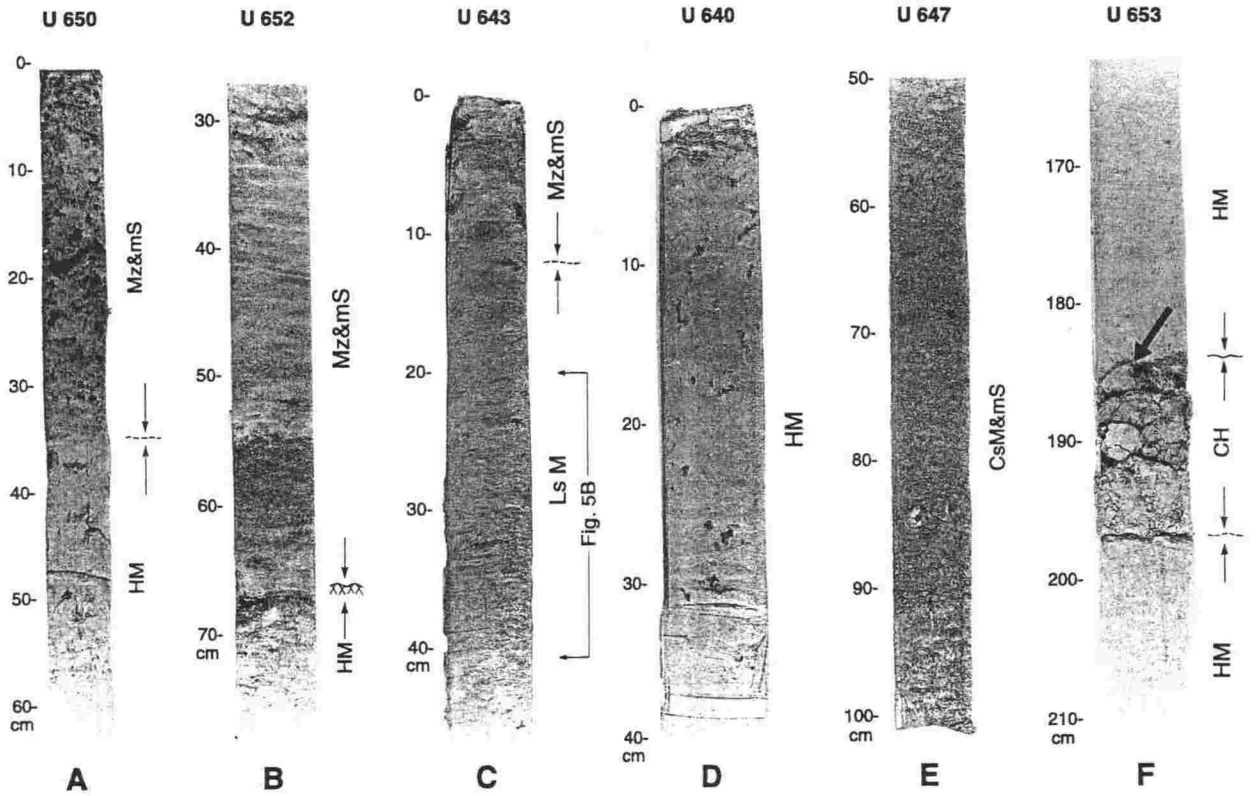 U 650
U 652
U 643
U 640
U 647
U 653
0-
10-
20-
30-
40-
50-
60-
cm
Mz&mS
HM
A
30-
40-
50-
60-
70-
cm
Mz&mS
HM
B
0-
10-
20-
30-
40-
cm
Mz&mS
Ls M
Fig. 5B
C
0-
10-
20-
30-
40-
cm
HM
D
50-
60-
70-
80-
90-
100-
cm
CsM&mS
E
170-
180-
190-
200-
210-
cm
HM
CH
HM
F